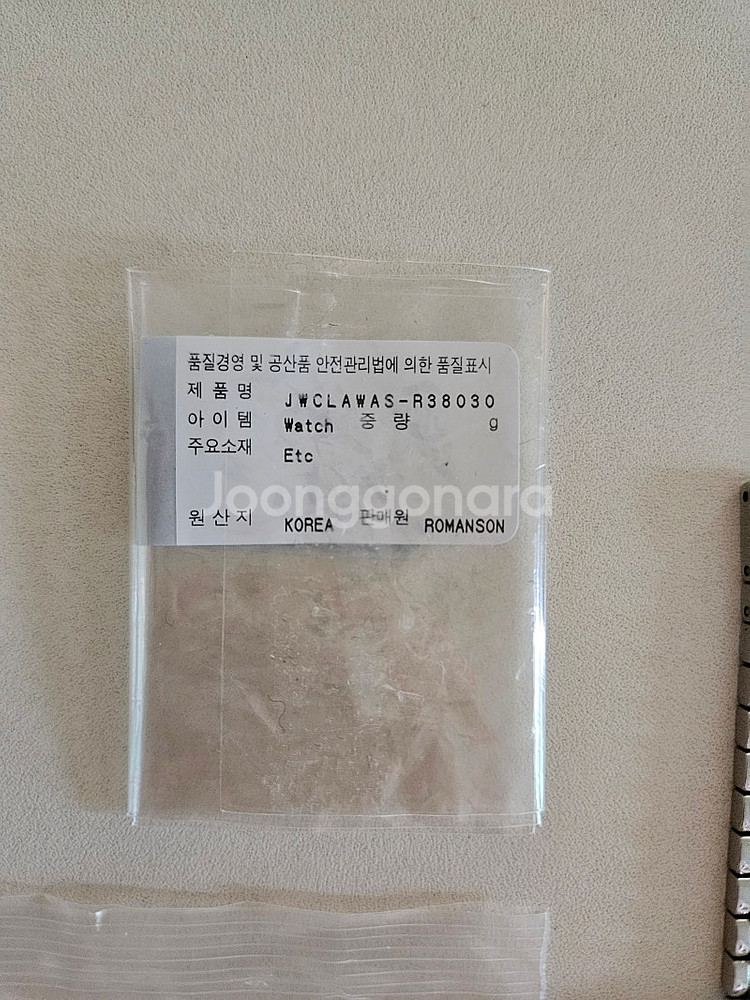 품질경영 및 공산품 안전관리법에 의한 품질표시
제 품 명 JWCLAWAS-R38030
아 이 템 Watch 중 량 g
주요소재 Etc
Joonggonara
원 산 지 KOREA 판매원 ROMANSON